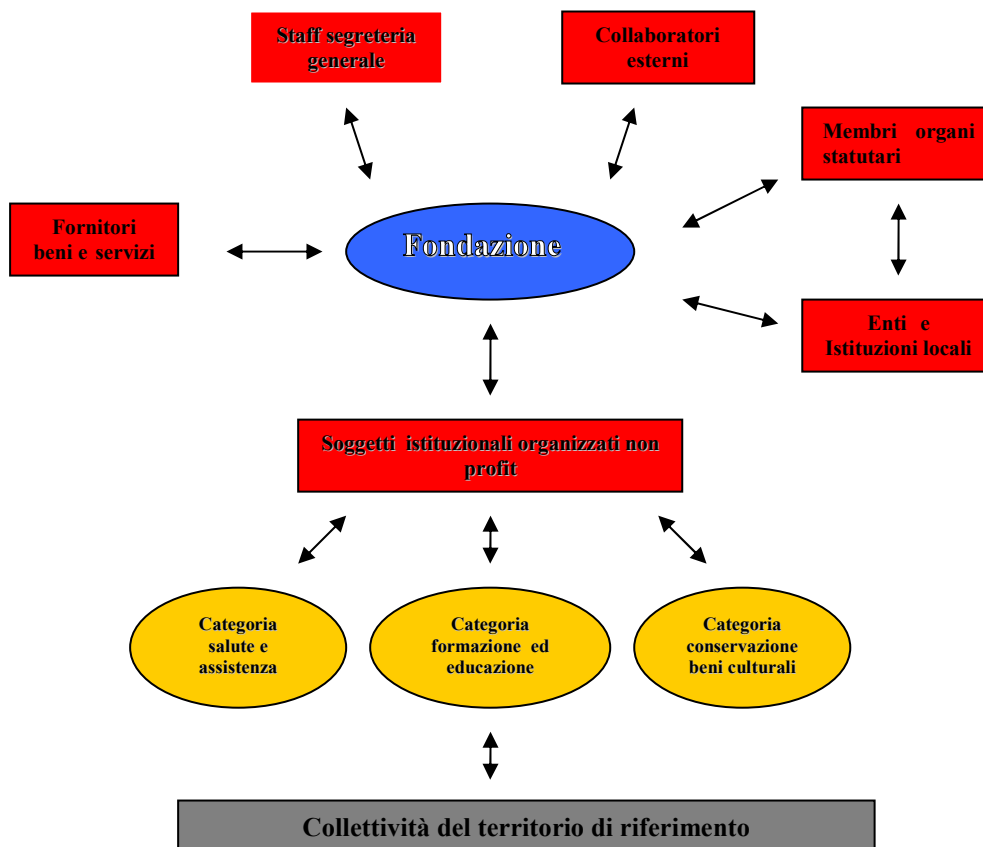 Staff segreteria
generale
Collaboratori
esterni
Membri organi
statutari
Fornitori
beni e servizi
Fondazione
Enti e
Istituzioni locali
Soggetti istituzionali organizzati non
profit
Categoria
salute e
assistenza
Categoria
formazione ed
educazione
Categoria
conservazione
beni culturali
Collettività del territorio di riferimento